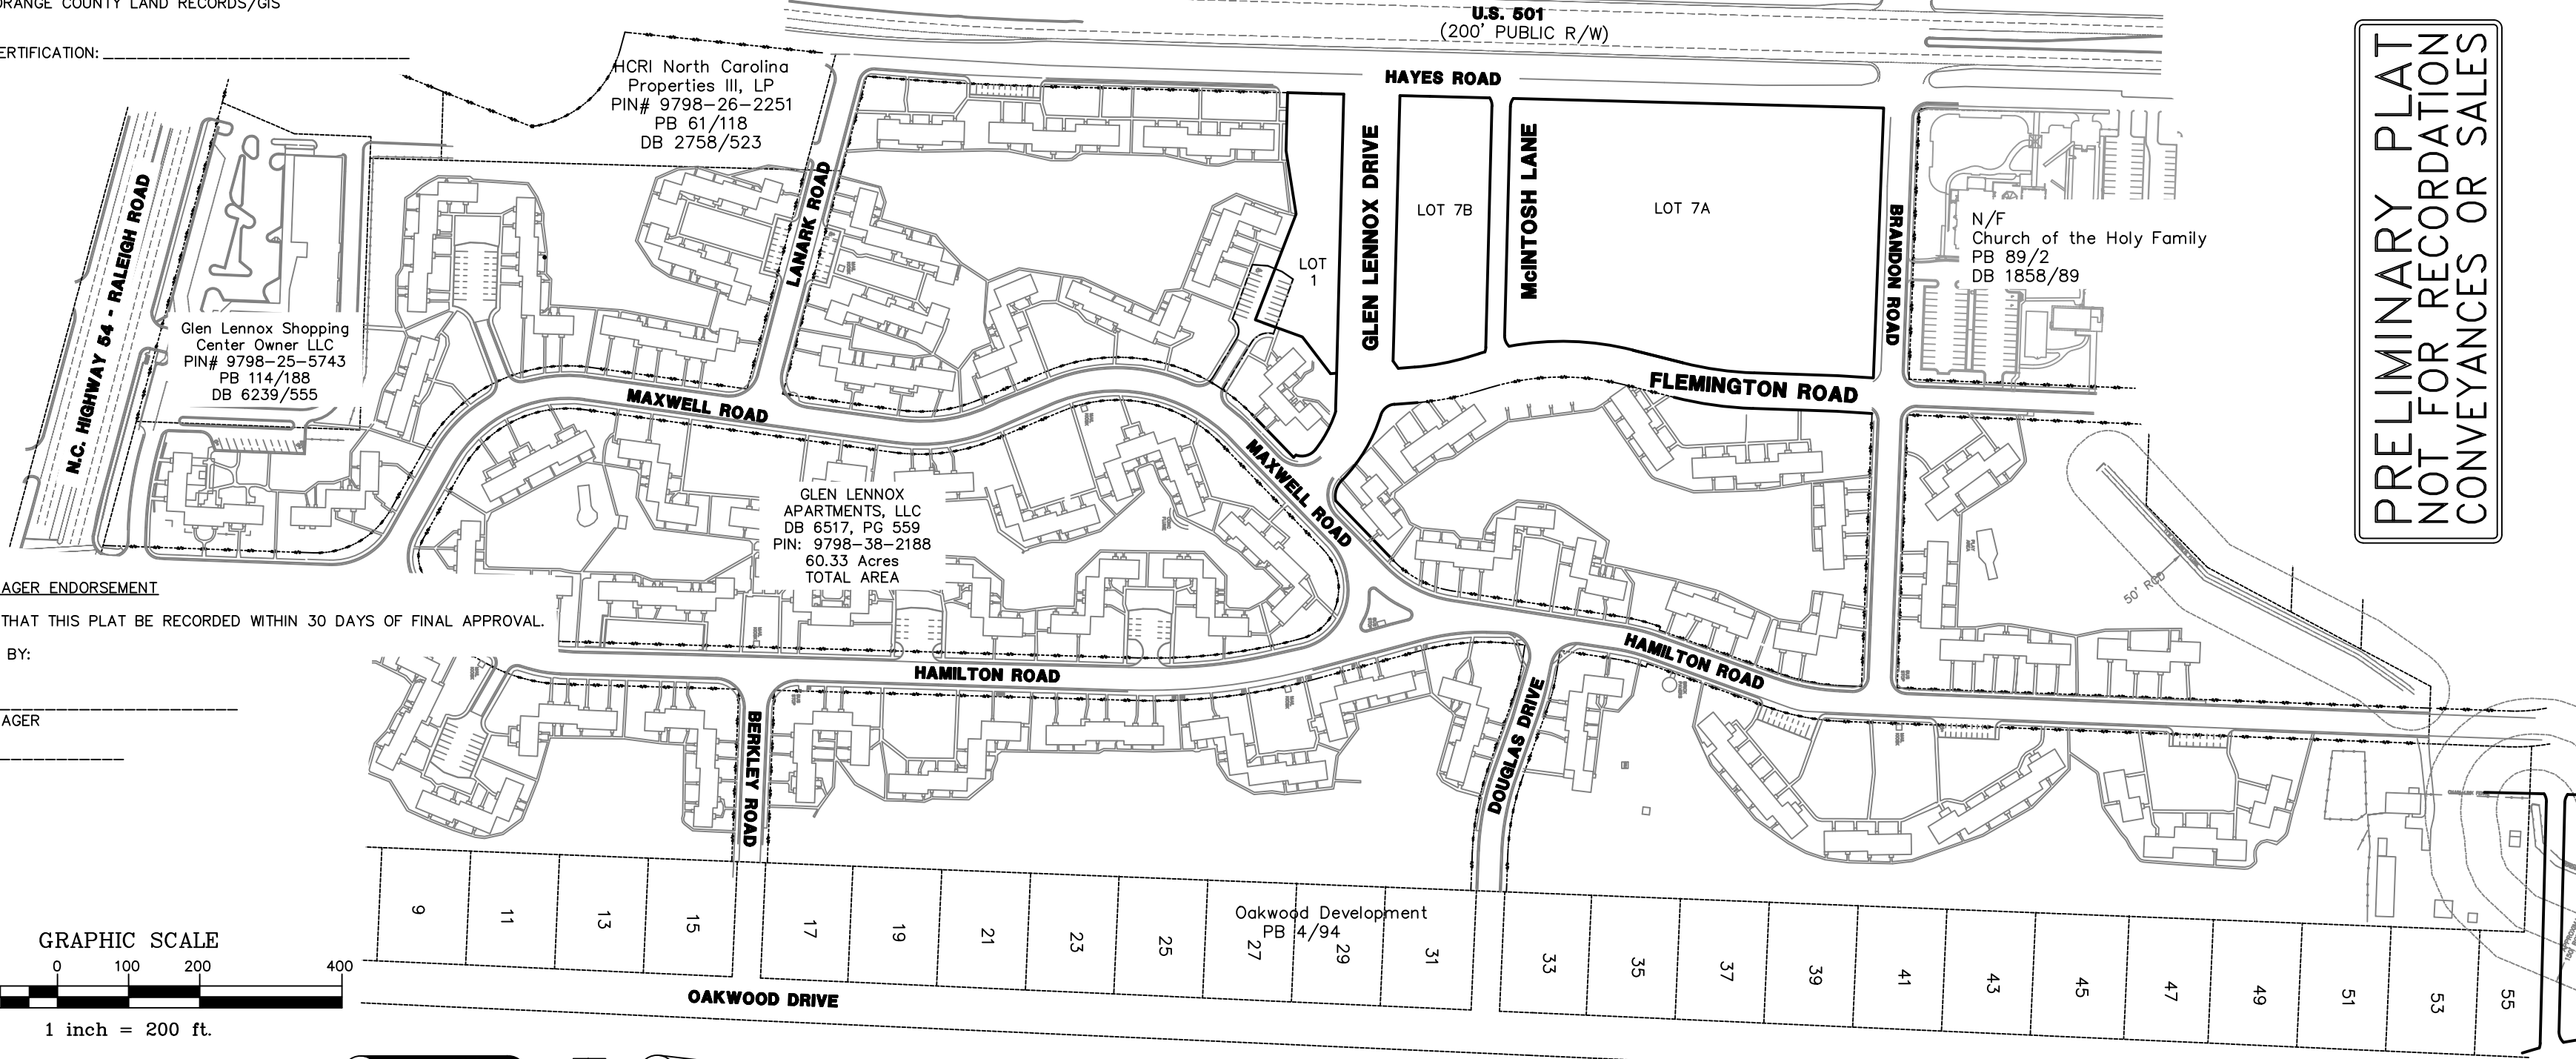 ORANGE COUNTY LAND RECORDS/GIS
ERTIFICATION:
U.S. 501
(200' PUBLIC R/W)
HAYES ROAD
HCRI North Carolina
Properties III, LP
PIN# 9798-26-2251
PB 61/118
DB 2758/523
PRELIMINARY PLAT
NOT FOR RECORDATION
CONVEYANCES OR SALES
N.C. HIGHWAY 54 - RALEIGH ROAD
LANARK ROAD
GLEN LENNOX DRIVE
McINTOSH LANE
BRANDON ROAD
LOT 7B
LOT 7A
LOT
1
N/F
Church of the Holy Family
PB 89/2
DB 1858/89
Glen Lennox Shopping
Center Owner LLC
PIN# 9798-25-5743
PB 114/188
DB 6239/555
MAXWELL ROAD
FLEMINGTON ROAD
MAXWELL ROAD
GLEN LENNOX
APARTMENTS, LLC
DB 6517, PG 559
PIN: 9798-38-2188
60.33 Acres
TOTAL AREA
50' RCD
AGER ENDORSEMENT
THAT THIS PLAT BE RECORDED WITHIN 30 DAYS OF FINAL APPROVAL.
BY:
AGER
HAMILTON ROAD
HAMILTON ROAD
BERKLEY ROAD
DOUGLAS DRIVE
9
11
13
15
17
19
21
23
25
27
29
31
33
35
37
39
41
43
45
47
49
51
53
55
Oakwood Development
PB 4/94
OAKWOOD DRIVE
GRAPHIC SCALE
0 100 200 400
1 inch = 200 ft.